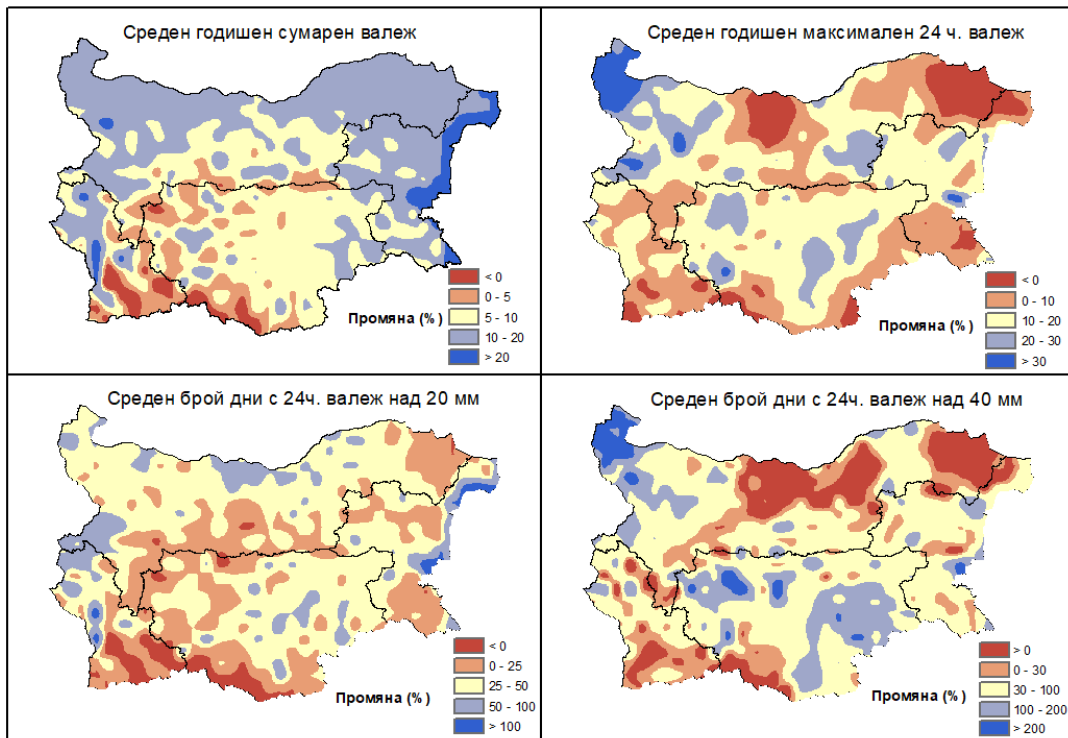 Среден годишен сумарен валеж
< 0
0 - 5
5 - 10
10 - 20
> 20
Промяна (%)
Среден годишен максимален 24 ч. валеж
< 0
0 - 10
10 - 20
20 - 30
> 30
Промяна (%)
Среден брой дни с 24ч. валеж над 20 мм
< 0
0 - 25
25 - 50
50 - 100
> 100
Промяна (%)
Среден брой дни с 24ч. валеж над 40 мм
> 0
0 - 30
30 - 100
100 - 200
> 200
Промяна (%)